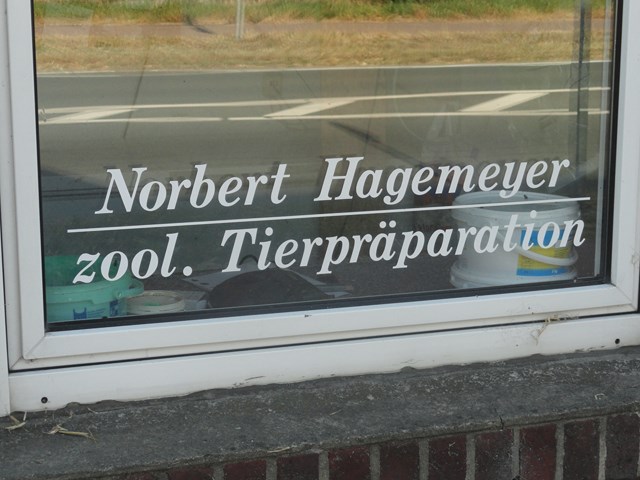 Norbert Hagemeyer
zool. Tierpräparation